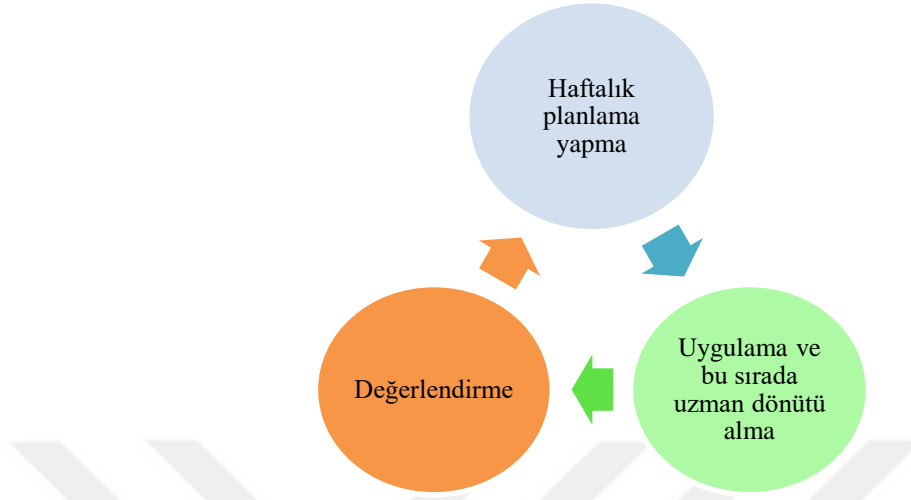 Haftalık
planlama
yapma
Uygulama ve
bu sırada
uzman dönütü
alma
Değerlendirme